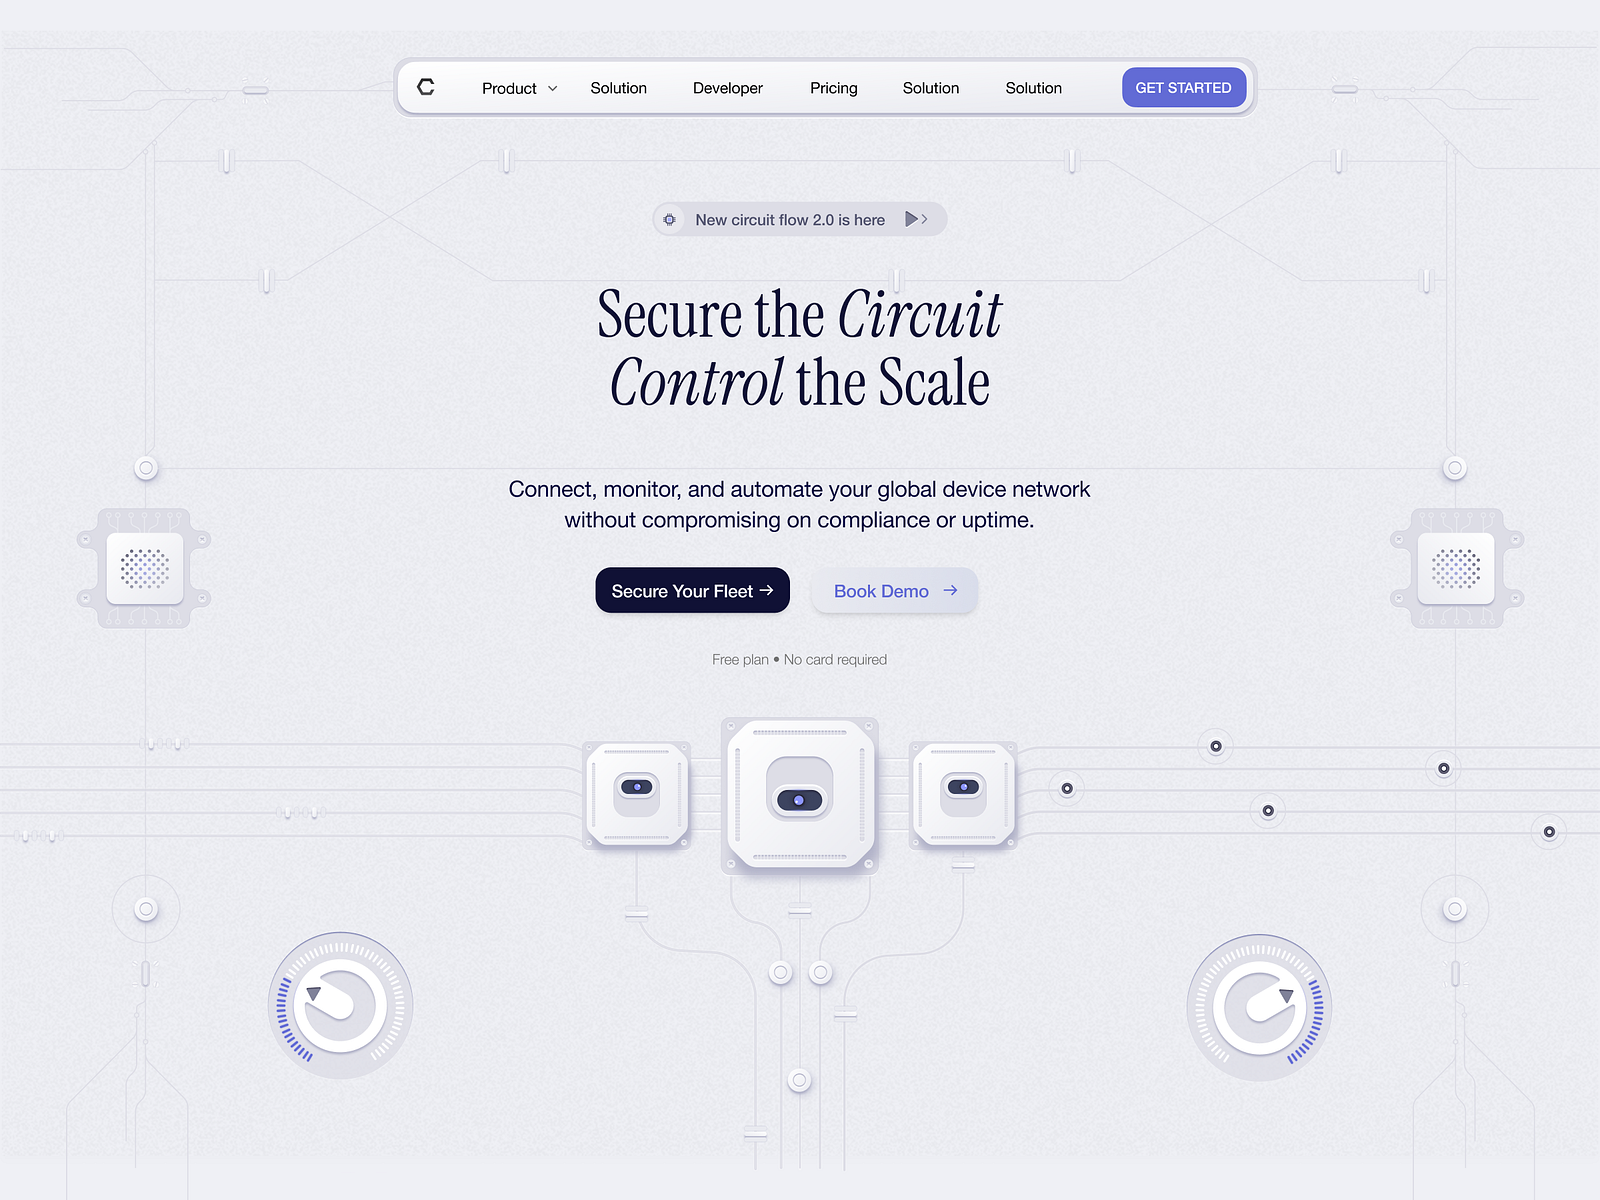 Product Solution Developer Pricing Solution Solution GET STARTED
New circuit flow 2.0 is here
Secure the Circuit
Control the Scale
Connect, monitor, and automate your global device network
without compromising on compliance or uptime.
Secure Your Fleet → Book Demo →
Free plan • No card required